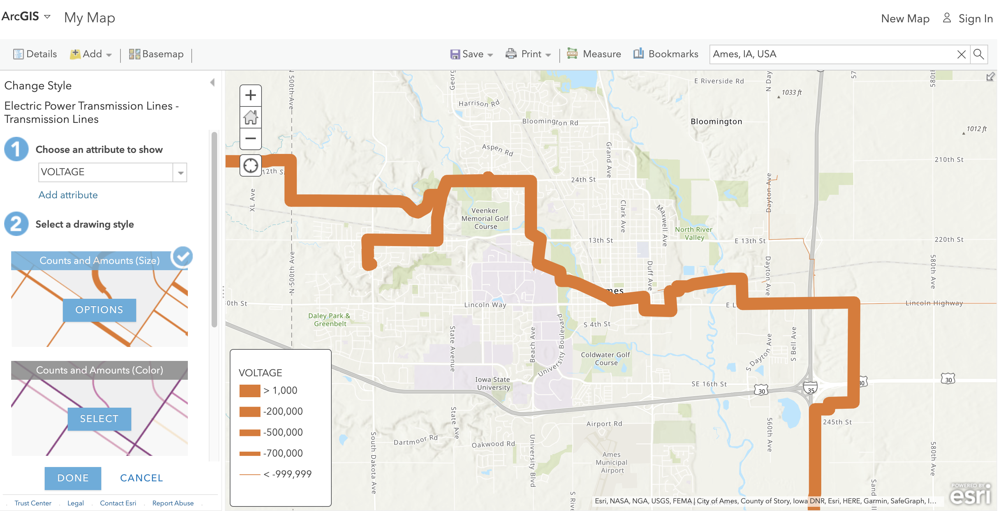 ArcGIS My Map New Map Sign In
Details Add Basemap Save Print Measure Bookmarks Ames, IA, USA
Change Style
Electric Power Transmission Lines -
Transmission Lines
1 Choose an attribute to show
VOLTAGE
Add attribute
2 Select a drawing style
Counts and Amounts (Size)
OPTIONS
Counts and Amounts (Color)
SELECT
DONE CANCEL
Trust Center Legal Contact Esri Report Abuse
N 500th Ave
Georg
E Riverside Rd
N Day
57
580t
1033 ft
Harrison Rd
Bloomington Rd
Bloomington
1012 ft
Aspen Rd
Grand Ave
210th St
12th S
24th St
XL Ave
Dayton Ave
Clark Ave
Maxwell Ave
Veenker
Memorial Golf
Course
North River
Valley
13th St
E 13th St
220th St
N 500th Ave
Duff Ave
Dayton Ave
580th Ave
mes
0th St
Lincoln Way
E L
Lincoln Highway
Daley Park &
Greenbelt
S 4th St
State Avenue
Beach Ave
University Boulevard
S Dayton Ave
S Bell Ave
Coldwater Golf
Course
Iowa State
University
SE 16th St
30
35
30
30
VOLTAGE
> 1,000
-200,000
-500,000
-700,000
< -999,999
State Ave
Airport Rd
560th Ave
245th St
South Dakota Ave
Dartmoor Rd
Oakwood Rd
University Blvd
580th Ave
Ames
Municipal
Airport
S Rive
Sand
Esri, NASA, NGA, USGS, FEMA | City of Ames, County of Story, Iowa DNR, Esri, HERE, Garmin, SafeGraph, I...
POWERED BY
esri